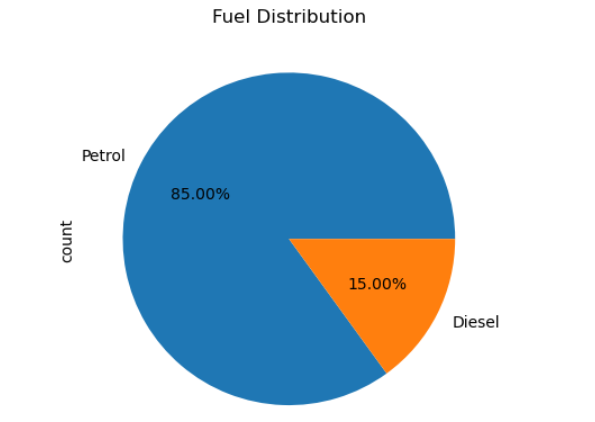 Fuel Distribution
Petrol
85.00%
count
15.00%
Diesel